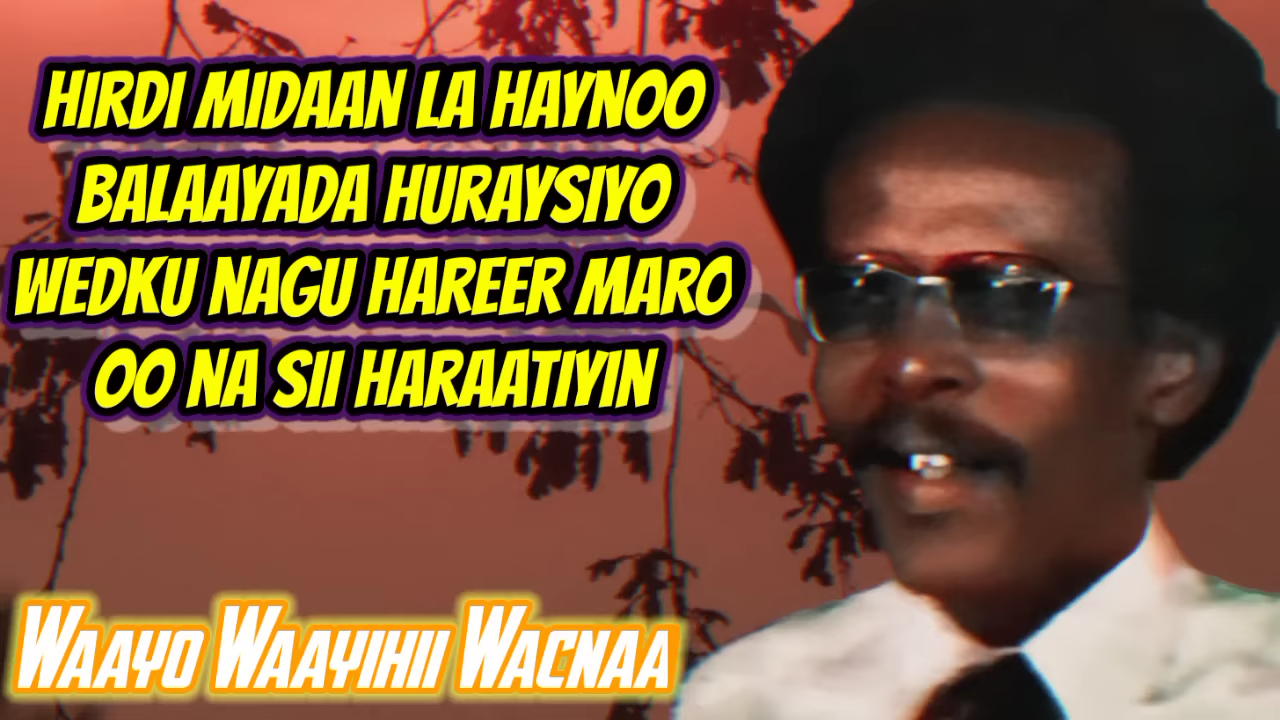 HIRDI MIDAAN LA HAYNOO
BALAAYADA HURAYSIYO
WEDKU NAGU HAREER MARO
OO NA SII HARAATIYIN
WAAYO WAAYIHII WACNAA